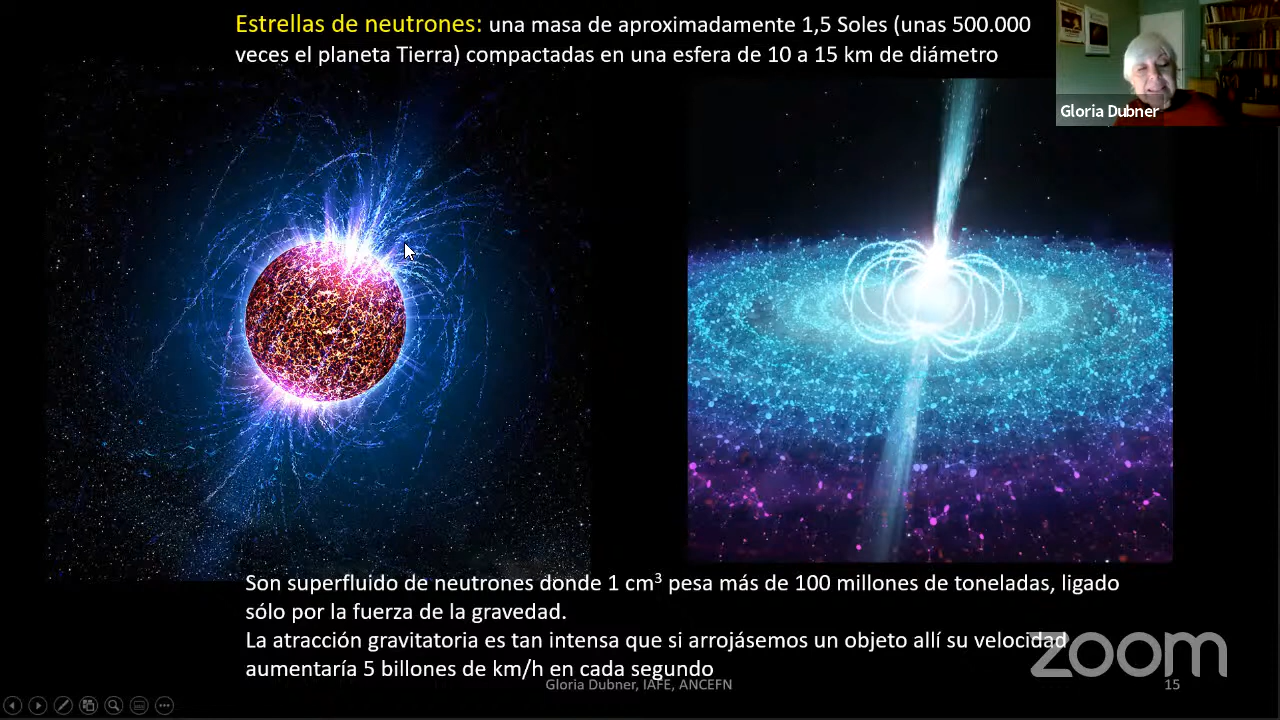 Estrellas de neutrones: una masa de aproximadamente 1,5 Soles (unas 500.000
veces el planeta Tierra) compactadas en una esfera de 10 a 15 km de diámetro
Gloria Dubner
Son superfluido de neutrones donde 1 cm³ pesa más de 100 millones de toneladas, ligado
sólo por la fuerza de la gravedad.
La atracción gravitatoria es tan intensa que si arrojásemos un objeto allí su velocidad
aumentaría 5 billones de km/h en cada segundo
zoom
Gloria Dubner, IAFE, ANCEFN
15